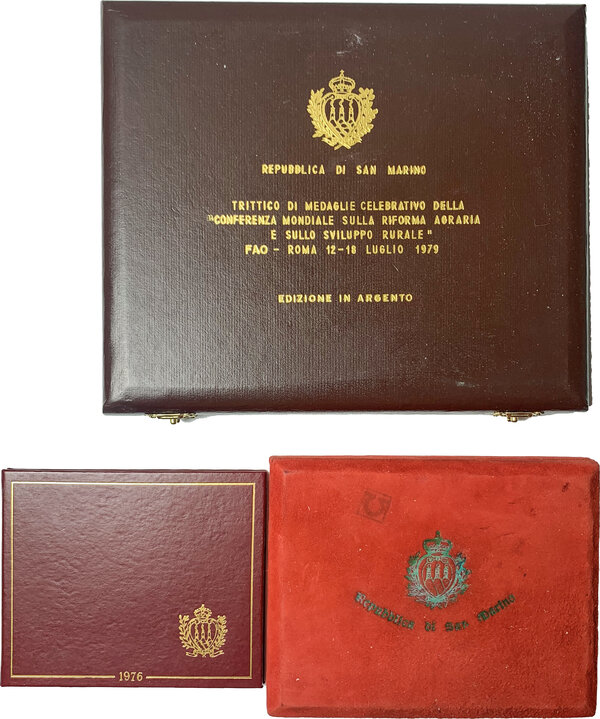 REPUBBLICA DI SAN MARINO
TRITTICO DI MEDAGLIE CELEBRATIVO DELLA
"CONFERENZA MONDIALE SULLA RIFORMA AGRARIA
E SULLO SVILUPPO RURALE"
FAO - ROMA 12-18 LUGLIO 1979
EDIZIONE IN ARGENTO
1976
Repubblica di San Marino